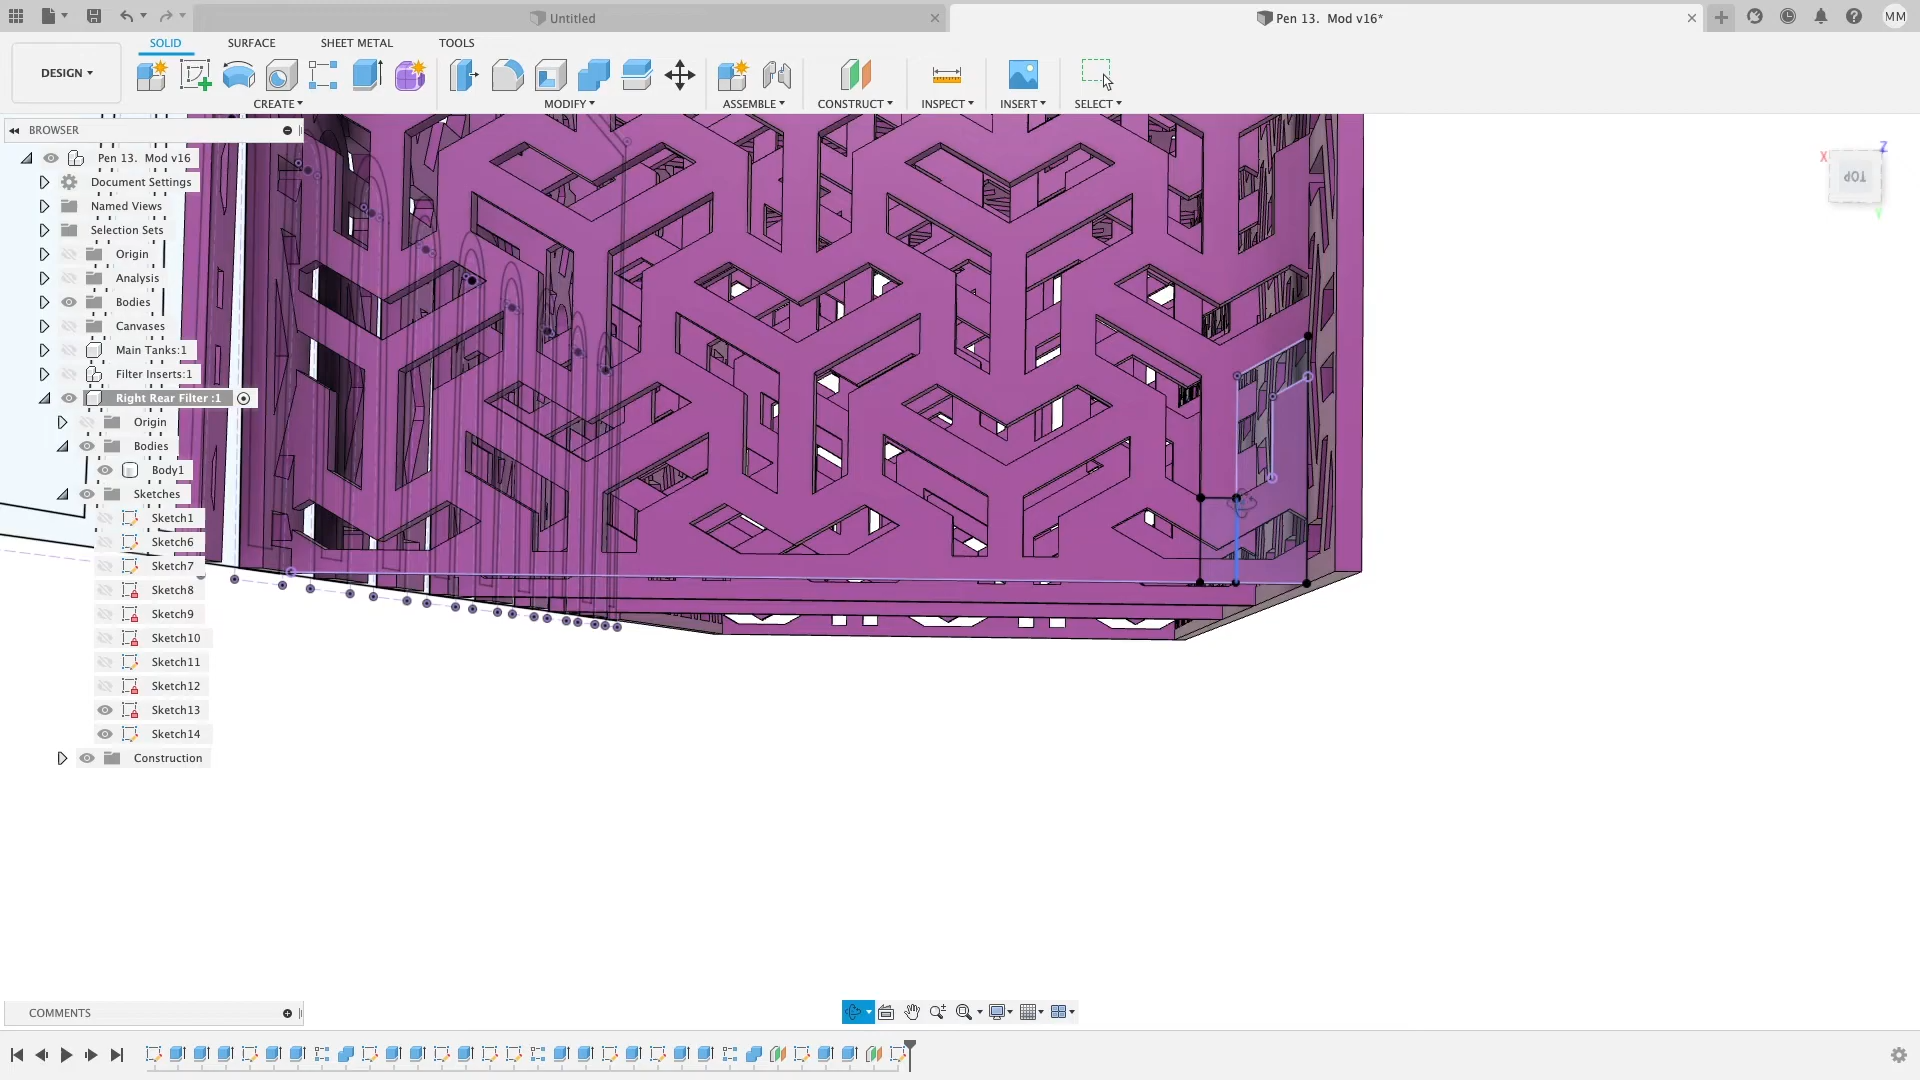 Untitled
Pen 13.  Mod v16*
MM
DESIGN
SOLID
SURFACE
SHEET METAL
TOOLS
CREATE
MODIFY
ASSEMBLE
CONSTRUCT
INSPECT
INSERT
SELECT
BROWSER
Pen 13.  Mod v16
Document Settings
Named Views
Selection Sets
Origin
Analysis
Bodies
Canvases
Main Tanks:1
Filter Inserts:1
Right Rear Filter :1
Origin
Bodies
Body1
Sketches
Sketch1
Sketch6
Sketch7
Sketch8
Sketch9
Sketch10
Sketch11
Sketch12
Sketch13
Sketch14
Construction
Z
X
TOP
Y
COMMENTS